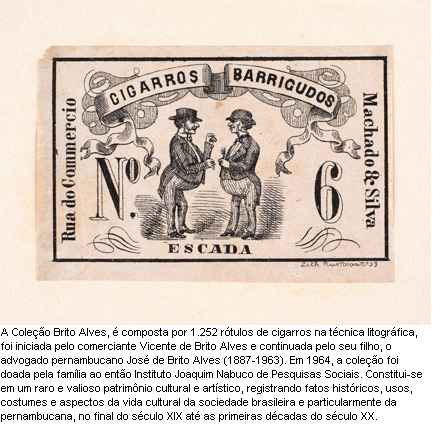 CIGARROS BARRIGUDOS
Rua do Commercio
Machado & Silva
Nº. 6
ESCADA
A Coleção Brito Alves, é composta por 1.252 rótulos de cigarros na técnica litográfica,
foi iniciada pelo comerciante Vicente de Brito Alves e continuada pelo seu filho, o
advogado pernambucano José de Brito Alves (1887-1963). Em 1964, a coleção foi
doada pela família ao então Instituto Joaquim Nabuco de Pesquisas Sociais. Constitui-se
em um raro e valioso patrimônio cultural e artístico, registrando fatos históricos, usos,
costumes e aspectos da vida cultural da sociedade brasileira e particularmente da
pernambucana, no final do século XIX até as primeiras décadas do século XX.